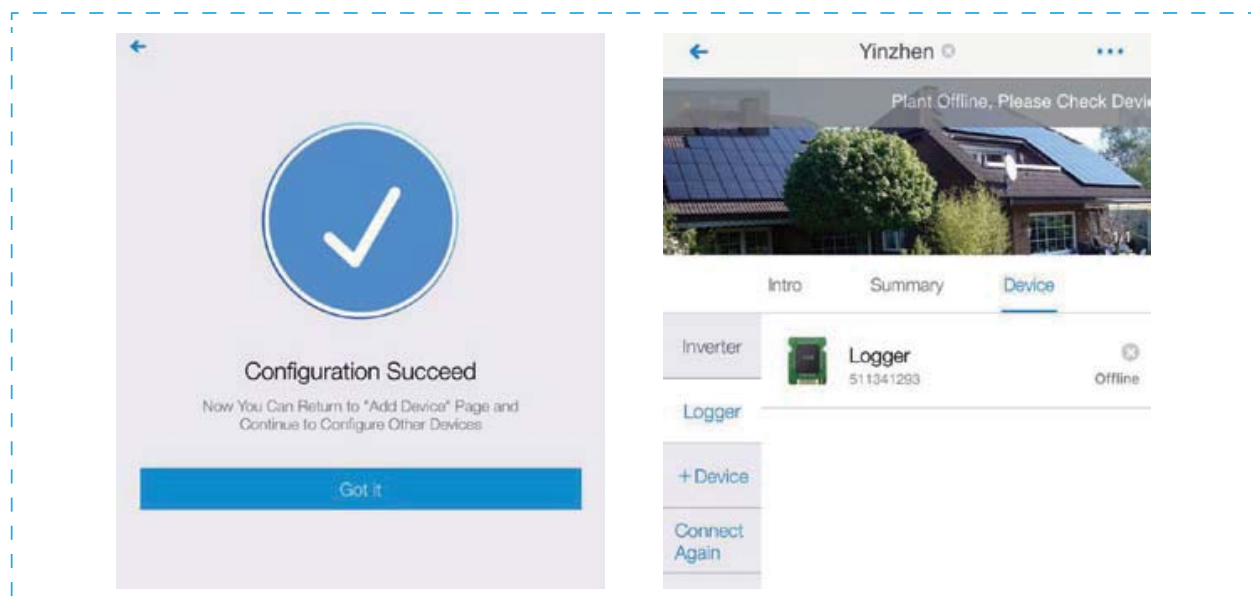 Configuration Succeed
Now You Can Return to "Add Device" Page and
Continue to Configure Other Devices
Got it
Yinzhen
Plant Offline, Please Check Devi
Intro
Summary
Device
Inverter
Logger
+Device
Connect
Again
Logger
511341293
Offline